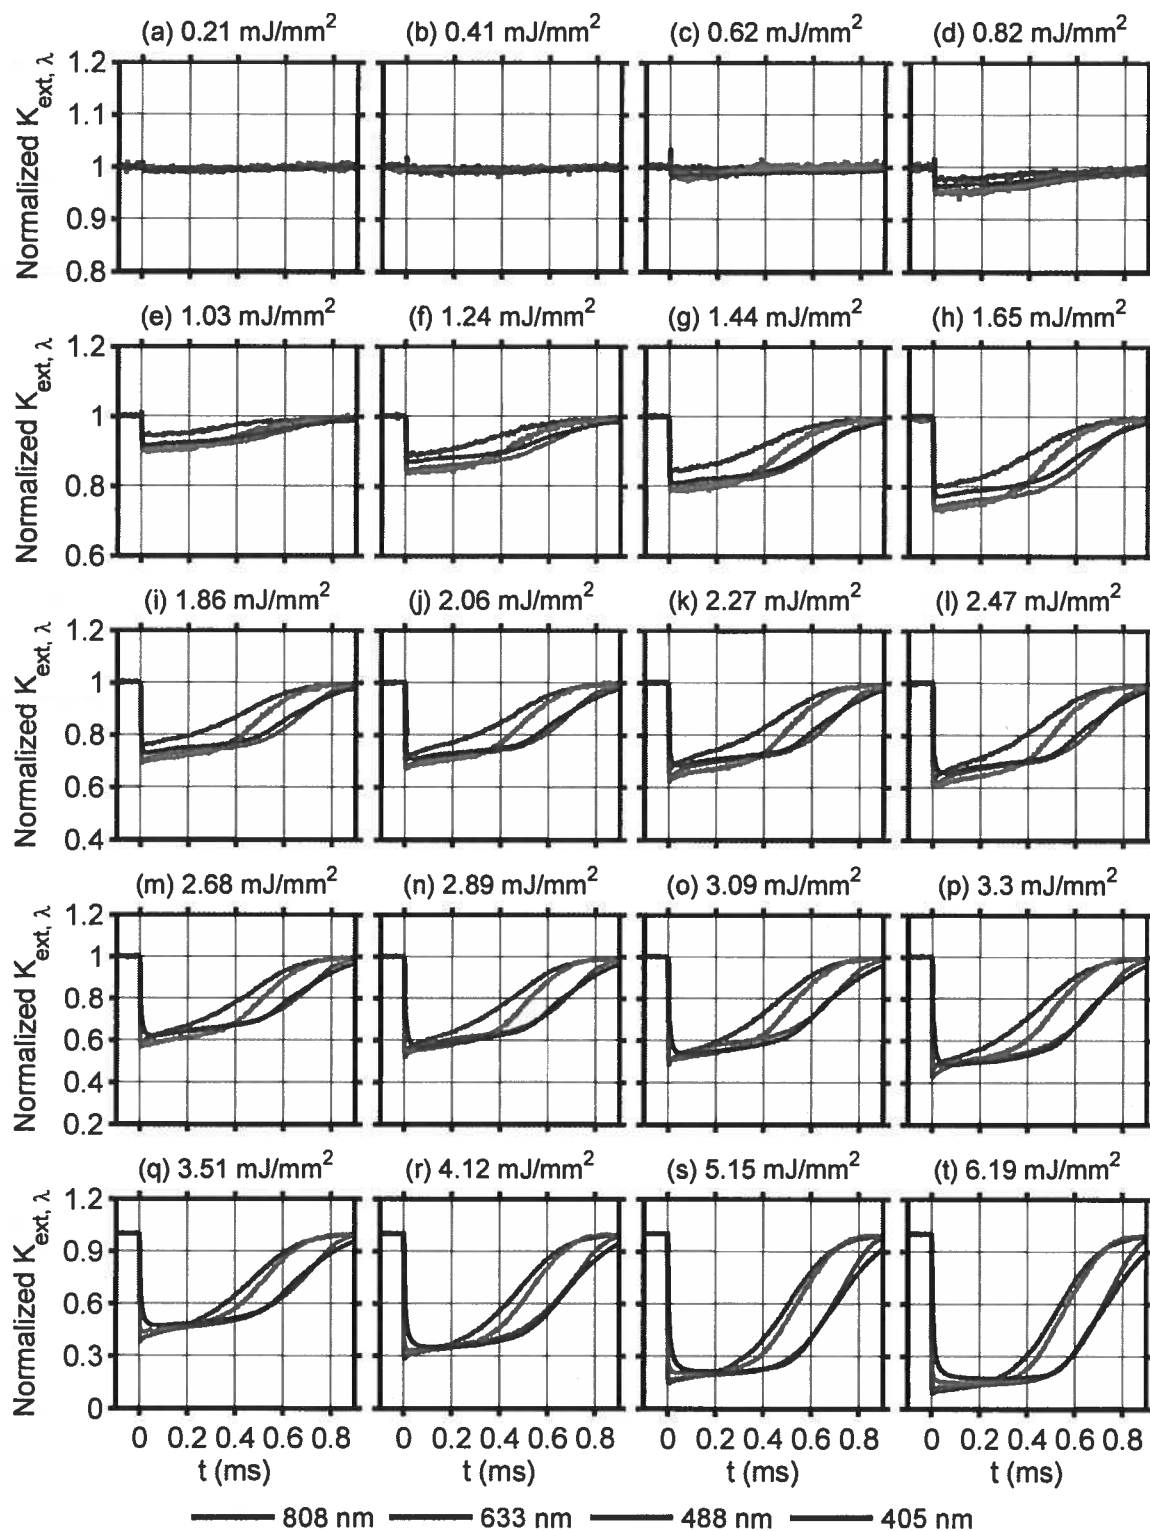 (a) 0.21 mJ/mm² (b) 0.41 mJ/mm² (c) 0.62 mJ/mm² (d) 0.82 mJ/mm²
Normalized K_ext, λ
1.2
1.1
1
0.9
0.8
(e) 1.03 mJ/mm² (f) 1.24 mJ/mm² (g) 1.44 mJ/mm² (h) 1.65 mJ/mm²
Normalized K_ext, λ
1.2
1
0.8
0.6
(i) 1.86 mJ/mm² (j) 2.06 mJ/mm² (k) 2.27 mJ/mm² (l) 2.47 mJ/mm²
Normalized K_ext, λ
1.2
1
0.8
0.6
0.4
(m) 2.68 mJ/mm² (n) 2.89 mJ/mm² (o) 3.09 mJ/mm² (p) 3.3 mJ/mm²
Normalized K_ext, λ
1.2
1
0.8
0.6
0.4
0.2
(q) 3.51 mJ/mm² (r) 4.12 mJ/mm² (s) 5.15 mJ/mm² (t) 6.19 mJ/mm²
Normalized K_ext, λ
1.2
0.9
0.6
0.3
0
0 0.2 0.4 0.6 0.8 0 0.2 0.4 0.6 0.8 0 0.2 0.4 0.6 0.8 0 0.2 0.4 0.6 0.8
t (ms) t (ms) t (ms) t (ms)
808 nm 633 nm 488 nm 405 nm